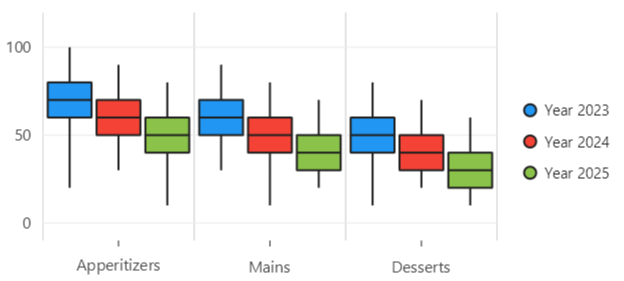 100
50
0
Apperitizers
Mains
Desserts
Year 2023
Year 2024
Year 2025